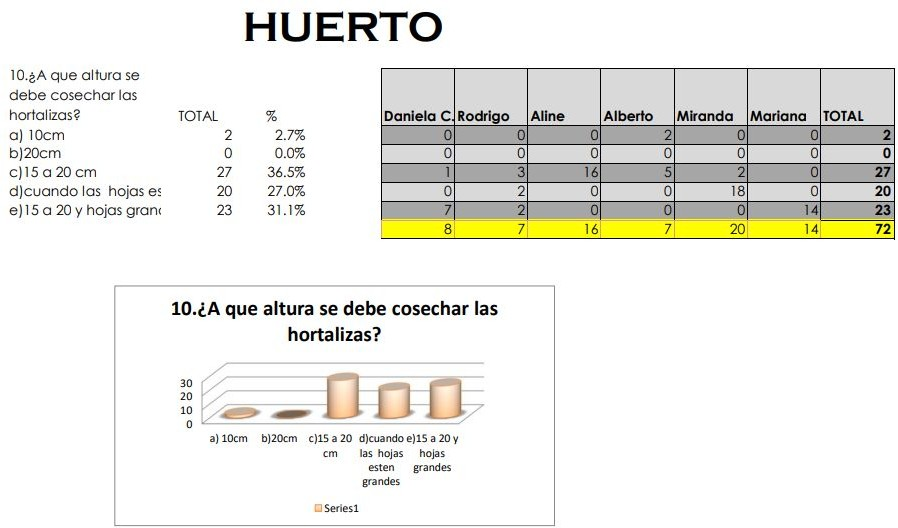 HUERTO
10.¿A que altura se
debe cosechar las
hortalizas? TOTAL %
a) 10cm 2 2.7%
b)20cm 0 0.0%
c)15 a 20 cm 27 36.5%
d)cuando las hojas es 20 27.0%
e)15 a 20 y hojas granc 23 31.1%
Daniela C. Rodrigo Aline Alberto Miranda Mariana TOTAL
0 0 0 2 0 0 2
0 0 0 0 0 0 0
1 3 16 5 2 0 27
0 2 0 0 18 0 20
7 2 0 0 0 14 23
8 7 16 7 20 14 72
10.¿A que altura se debe cosechar las
hortalizas?
30
20
10
0
a) 10cm b)20cm c)15 a 20 d)cuando e)15 a 20 y
cm las hojas hojas
esten grandes
grandes
Series1